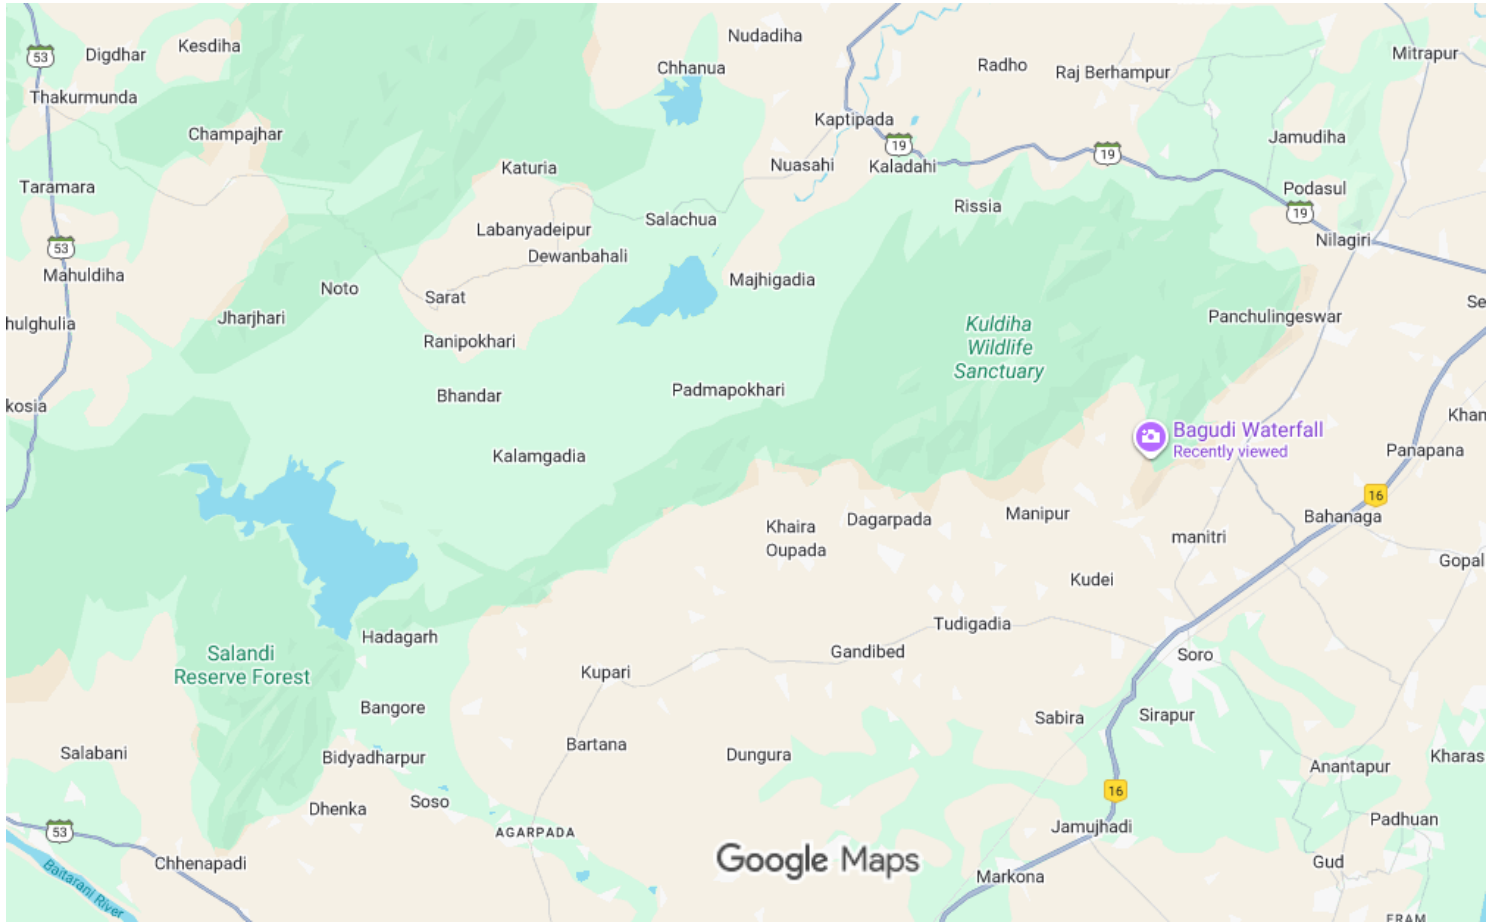 Nudadiha
Kesdiha
Digdhar
53
Mitrapur
Chhanua
Radho
Raj Berhampur
Thakurmunda
Kaptipada
Champajhar
Jamudiha
19
19
Katuria
Nuasahi
Kaladahi
Taramara
Podasul
Rissia
19
Salachua
Labanyadeipur
Nilagiri
53
Dewanbahali
Mahuldiha
Majhigadia
Noto
Sarat
Se
Jharjhari
Panchulingeswar
hulghulia
Kuldiha
Wildlife
Sanctuary
Ranipokhari
Bhandar
Padmapokhari
kosia
Khan
Bagudi Waterfall
Recently viewed
Kalamgadia
Panapana
16
Khaira
Oupada
Dagarpada
Manipur
Bahanaga
manitri
Gopal
Kudei
Tudigadia
Hadagarh
Salandi
Reserve Forest
Gandibed
Soro
Kupari
Bangore
Sabira
Sirapur
Salabani
Bidyadharpur
Bartana
Dungura
Kharas
Anantapur
16
Dhenka
Soso
Padhuan
53
AGARPADA
Jamujhadi
Chhenapadi
Google Maps
Gud
Markona
Baitarani River
ERAM